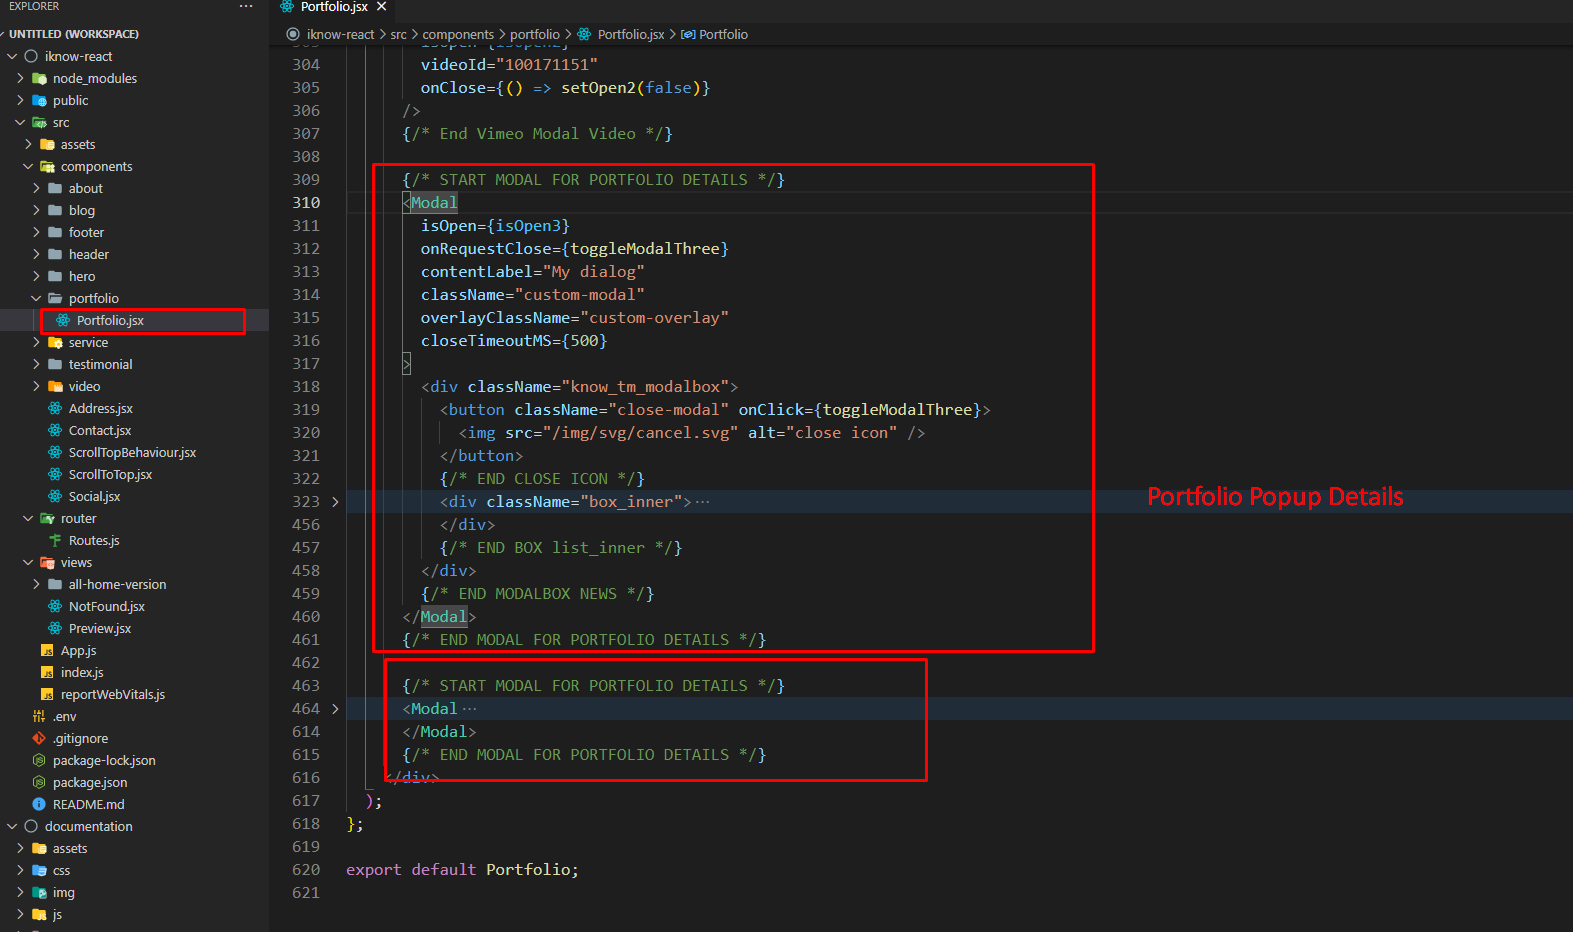 EXPLORER
···
UNTITLED (WORKSPACE)
iknow-react
node_modules
public
src
assets
components
about
blog
footer
header
hero
portfolio
Portfolio.jsx
service
testimonial
video
Address.jsx
Contact.jsx
ScrollTopBehaviour.jsx
ScrollToTop.jsx
Social.jsx
router
Routes.js
views
all-home-version
NotFound.jsx
Preview.jsx
App.js
index.js
reportWebVitals.js
.env
.gitignore
package-lock.json
package.json
README.md
documentation
assets
css
img
js
Portfolio.jsx
iknow-react > src > components > portfolio > Portfolio.jsx > Portfolio
304 videoId="100171151"
305 onClose={() => setOpen2(false)}
306 />
307 {/* End Vimeo Modal Video */}
308
309 {/* START MODAL FOR PORTFOLIO DETAILS */}
310 <Modal
311 isOpen={isOpen3}
312 onRequestClose={toggleModalThree}
313 contentLabel="My dialog"
314 className="custom-modal"
315 overlayClassName="custom-overlay"
316 closeTimeoutMS={500}
317 >
318 <div className="know_tm_modalbox">
319 <button className="close-modal" onClick={toggleModalThree}>
320 <img src="/img/svg/cancel.svg" alt="close icon" />
321 </button>
322 {/* END CLOSE ICON */}
323 <div className="box_inner">···
Portfolio Popup Details
456 </div>
457 {/* END BOX list_inner */}
458 </div>
459 {/* END MODALBOX NEWS */}
460 </Modal>
461 {/* END MODAL FOR PORTFOLIO DETAILS */}
462
463 {/* START MODAL FOR PORTFOLIO DETAILS */}
464 <Modal···
614 </Modal>
615 {/* END MODAL FOR PORTFOLIO DETAILS */}
616 </div>
617 );
618 };
619
620 export default Portfolio;
621